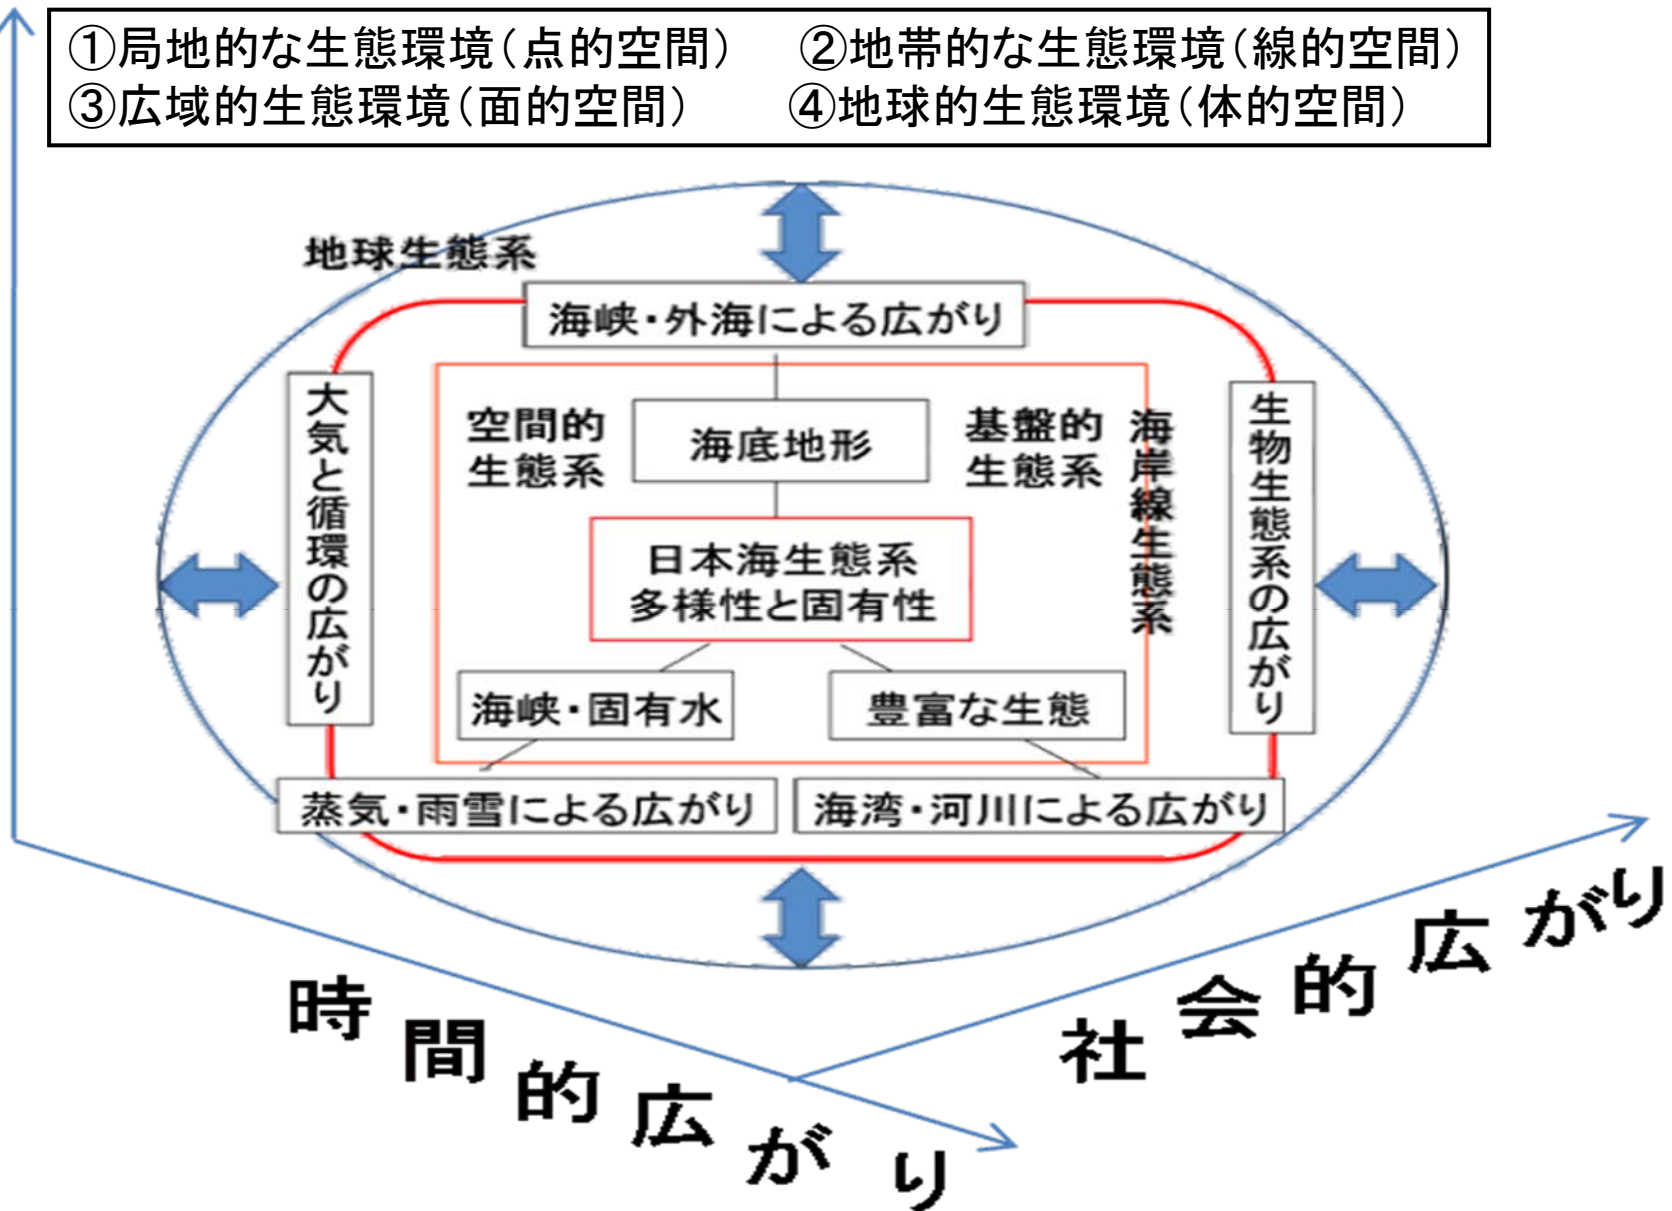 ①局地的な生態環境（点的空間）　②地帯的な生態環境（線的空間）
③広域的生態環境（面的空間）　④地球的生態環境（体的空間）
地球生態系
海峡・外海による広がり
大気と循環の広がり
空間的
生態系
海底地形
基盤的
生態系
海岸線生態系
生物生態系の広がり
日本海生態系
多様性と固有性
海峡・固有水
豊富な生態
蒸気・雨雪による広がり
海湾・河川による広がり
時間的広がり
社会的広がり